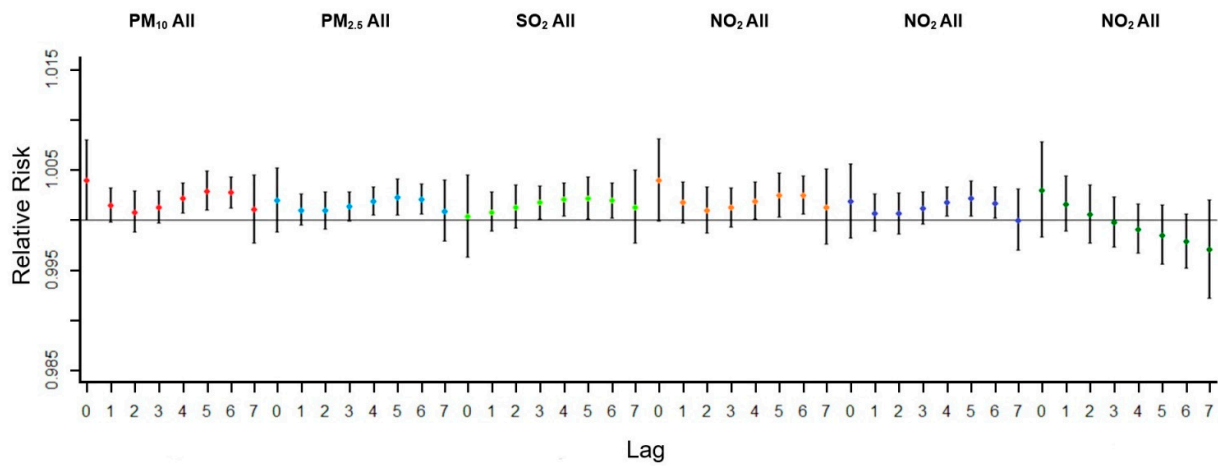 PM₁₀ All PM₂.₅ All SO₂ All NO₂ All NO₂ All NO₂ All
Relative Risk
1.015
1.005
0.995
0.985
0 1 2 3 4 5 6 7 0 1 2 3 4 5 6 7 0 1 2 3 4 5 6 7 0 1 2 3 4 5 6 7 0 1 2 3 4 5 6 7 0 1 2 3 4 5 6 7
Lag